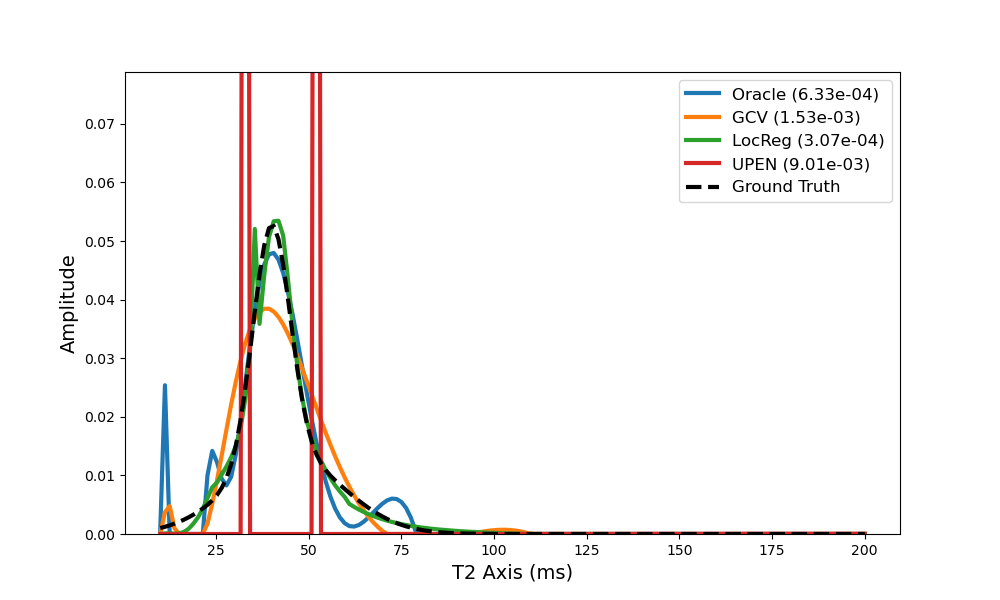 Oracle (6.33e-04)
GCV (1.53e-03)
LocReg (3.07e-04)
UPEN (9.01e-03)
Ground Truth
Amplitude
0.07
0.06
0.05
0.04
0.03
0.02
0.01
0.00
25 50 75 100 125 150 175 200
T2 Axis (ms)